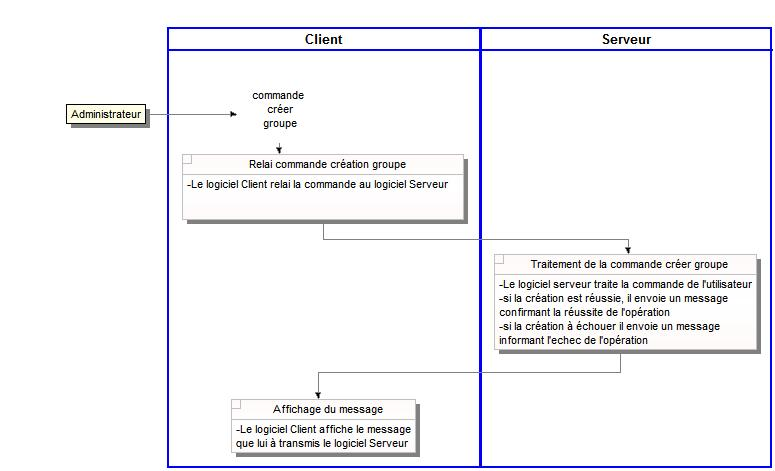 Client
Serveur
Administrateur
commande
créer
groupe
Relai commande création groupe
-Le logiciel Client relai la commande au logiciel Serveur
Traitement de la commande créer groupe
-Le logiciel serveur traite la commande de l'utilisateur
-si la création est réussie, il envoie un message
confirmant la réussite de l'opération
-si la création à échouer il envoie un message
informant l'echec de l'opération
Affichage du message
-Le logiciel Client affiche le message
que lui à transmis le logiciel Serveur